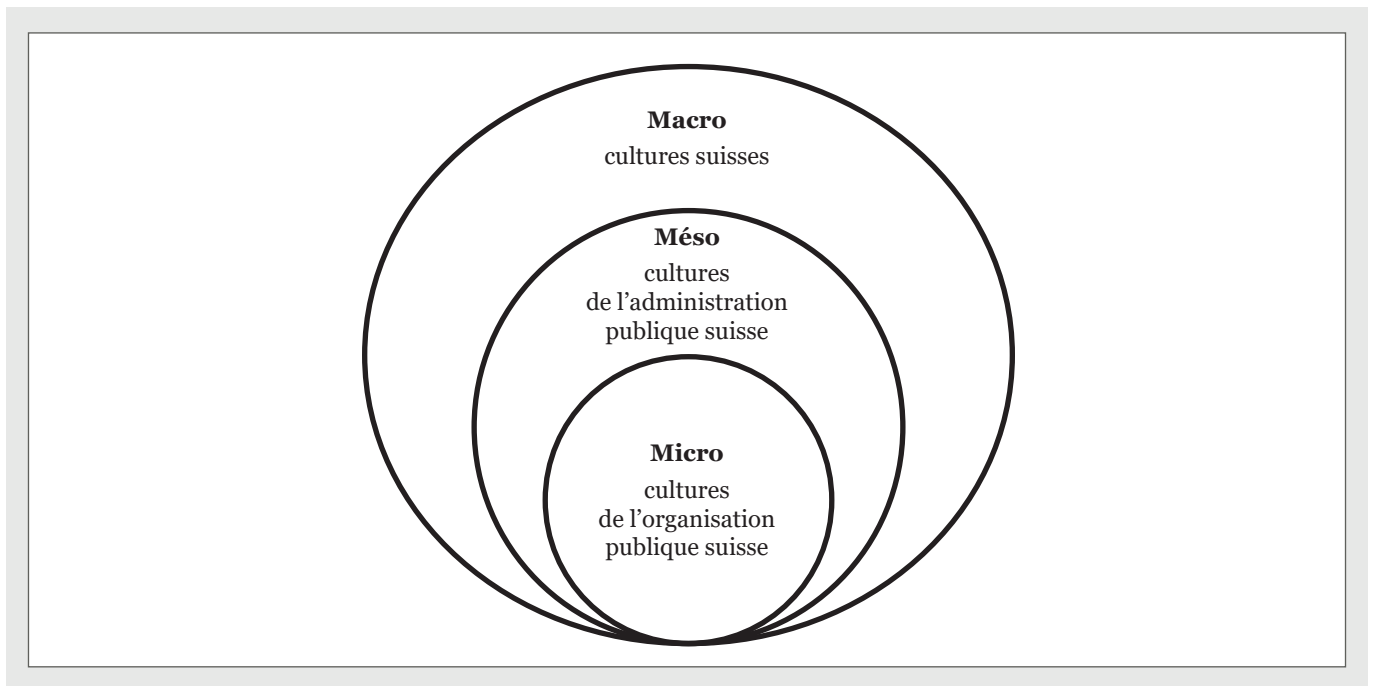 Macro
cultures suisses
Méso
cultures
de l’administration
publique suisse
Micro
cultures
de l’organisation
publique suisse